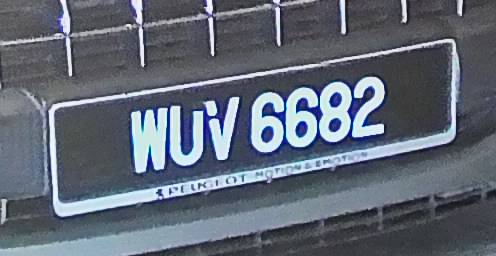 WUV 6682
PEUGEOT MOTION & EMOTION